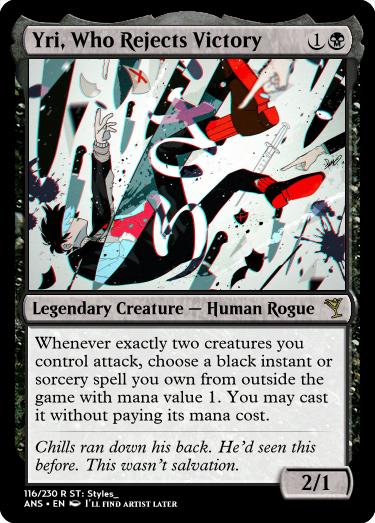 Yri, Who Rejects Victory 1
Legendary Creature — Human Rogue
Whenever exactly two creatures you
control attack, choose a black instant or
sorcery spell you own from outside the
game with mana value 1. You may cast
it without paying its mana cost.
Chills ran down his back. He'd seen this
before. This wasn't salvation.
2/1
116/230 R ST: Styles_
ANS • EN I'll find artist later